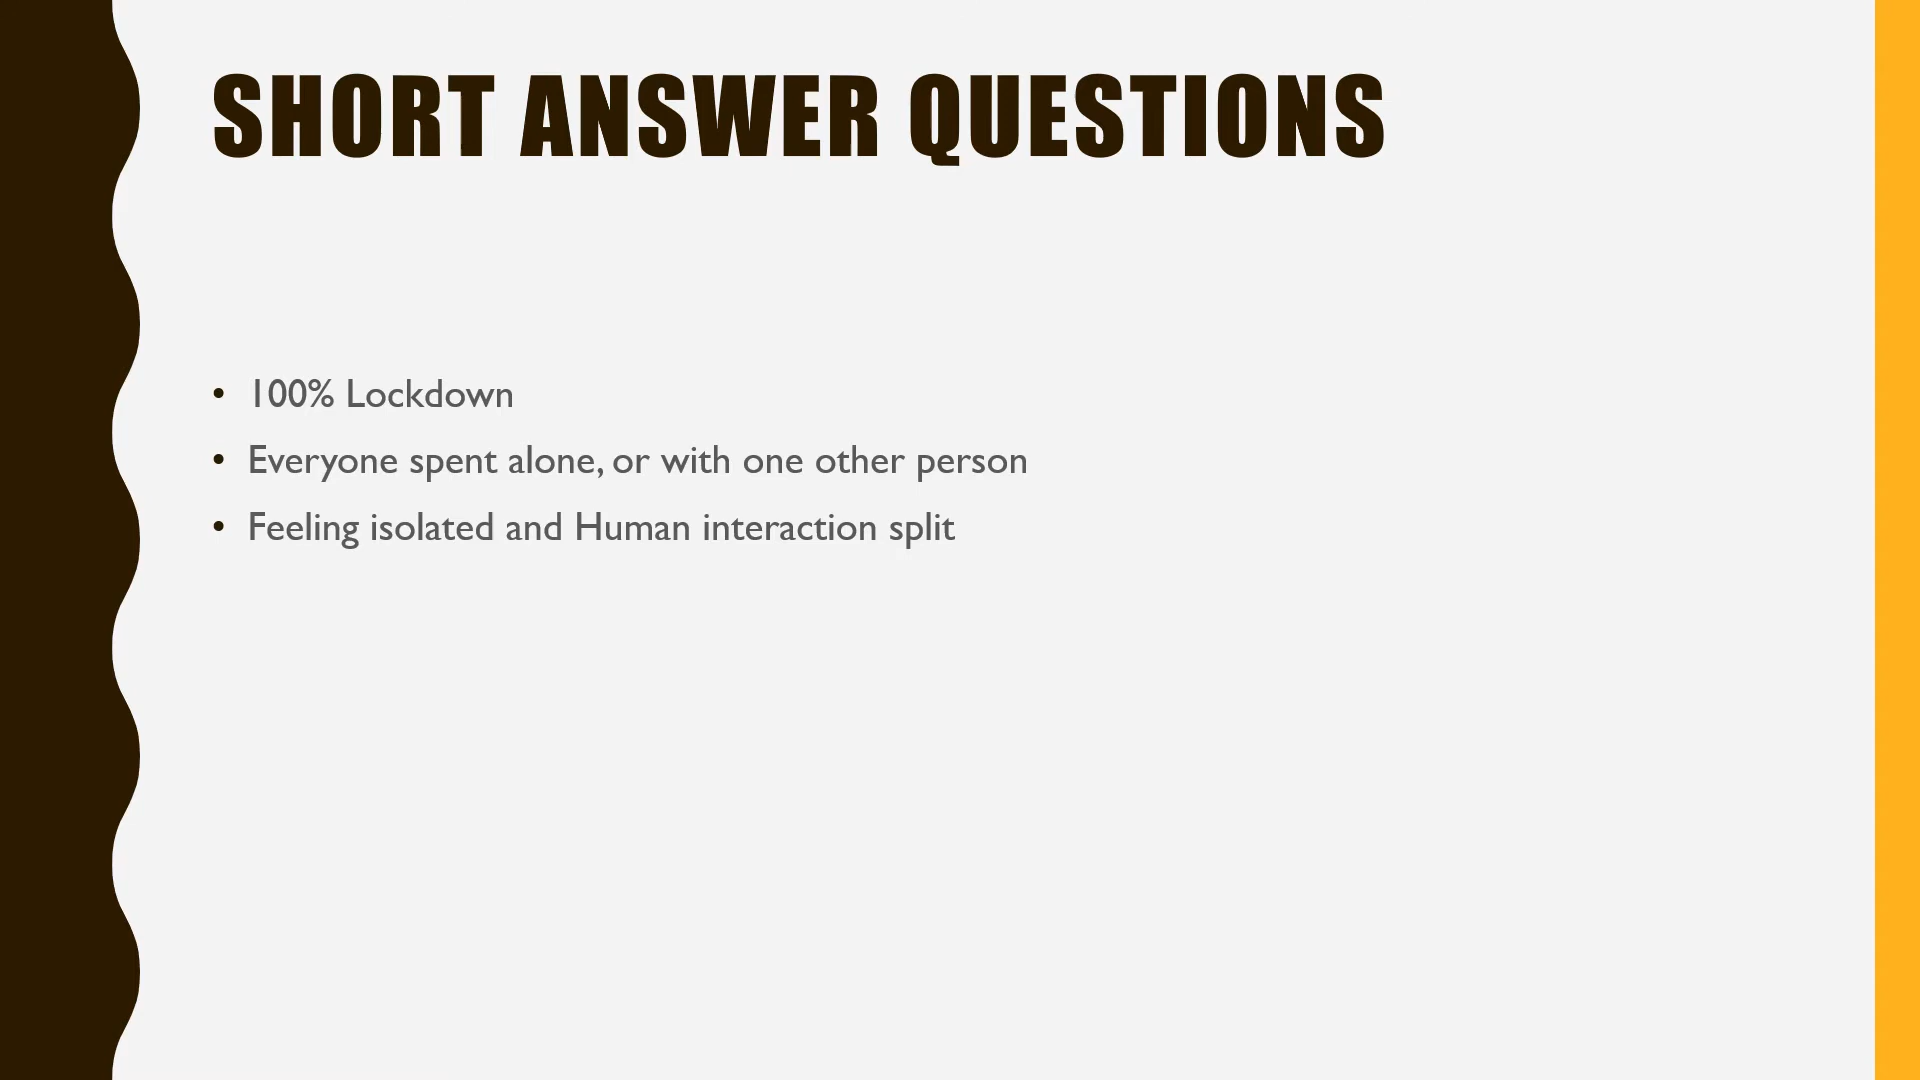 SHORT ANSWER QUESTIONS
• 100% Lockdown
• Everyone spent alone, or with one other person
• Feeling isolated and Human interaction split